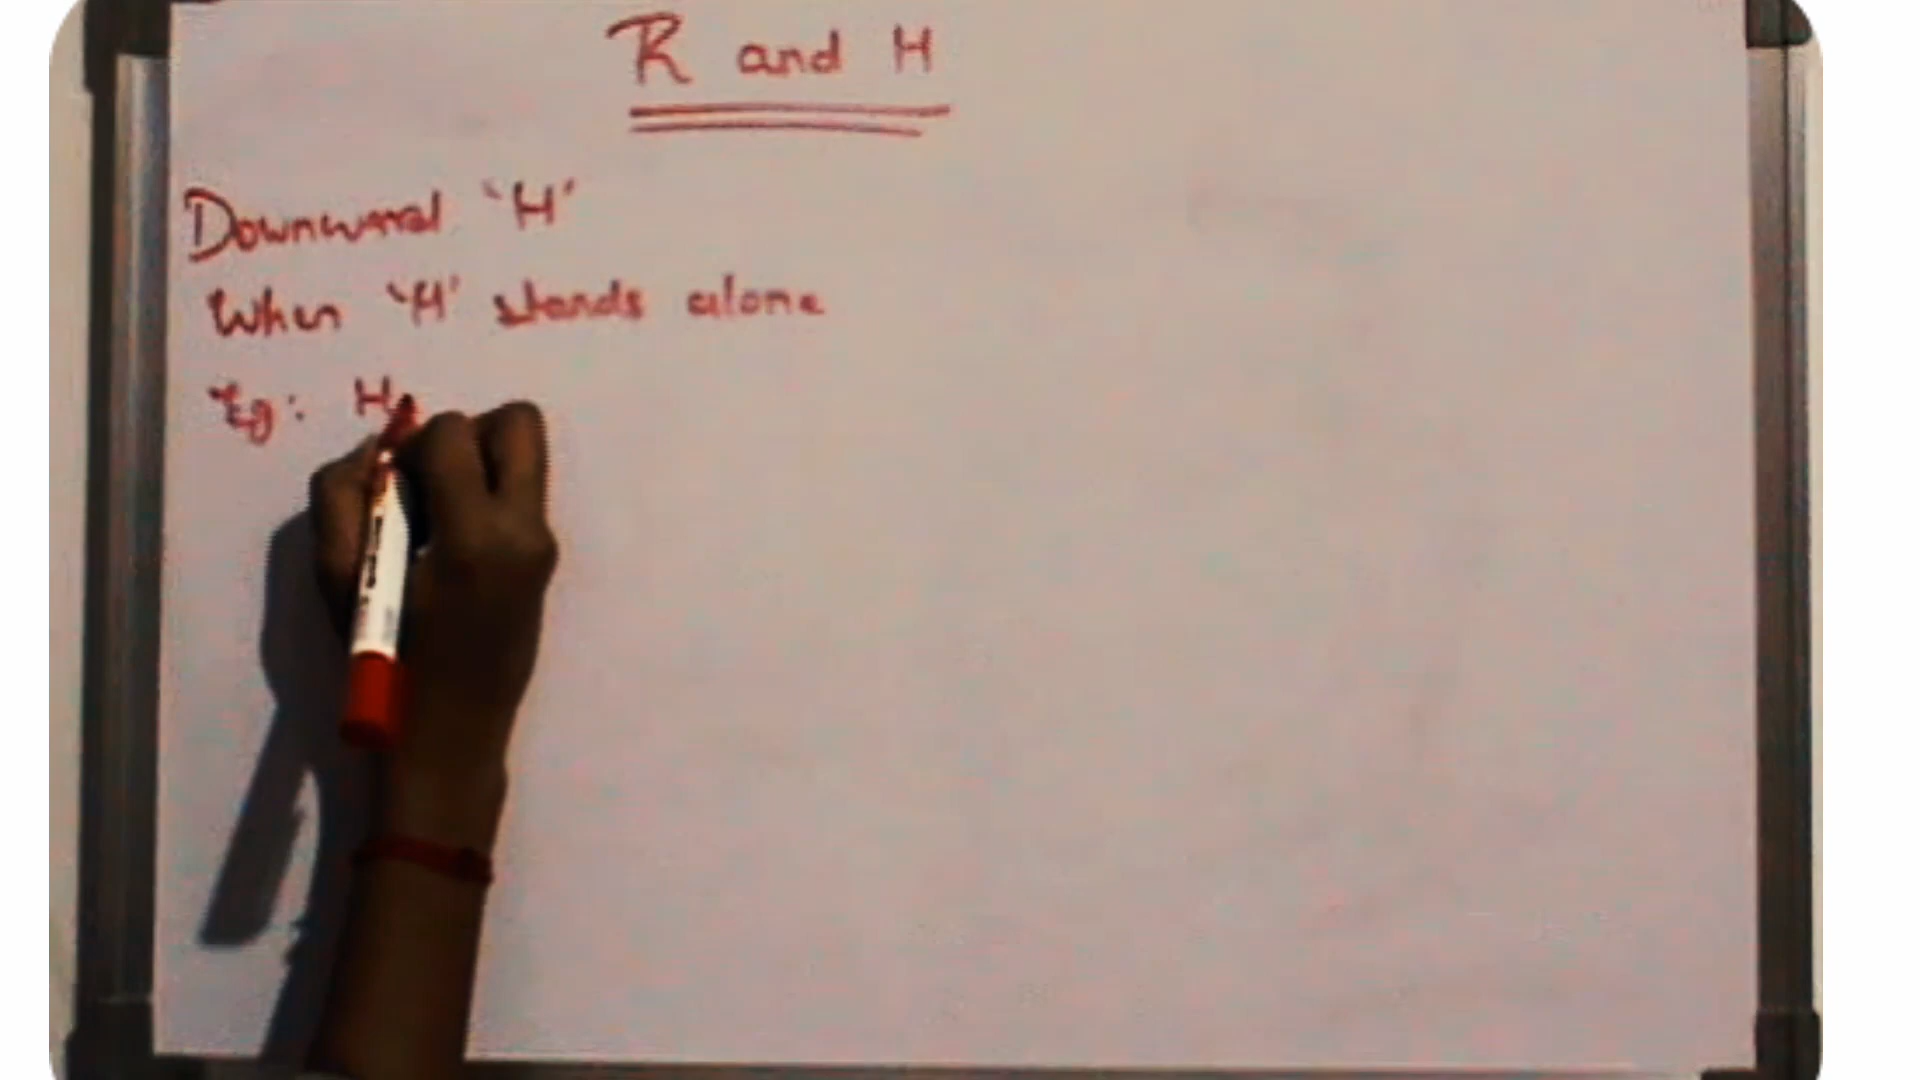 R and H
Downward 'H'
When 'H' stands alone
Eg: H